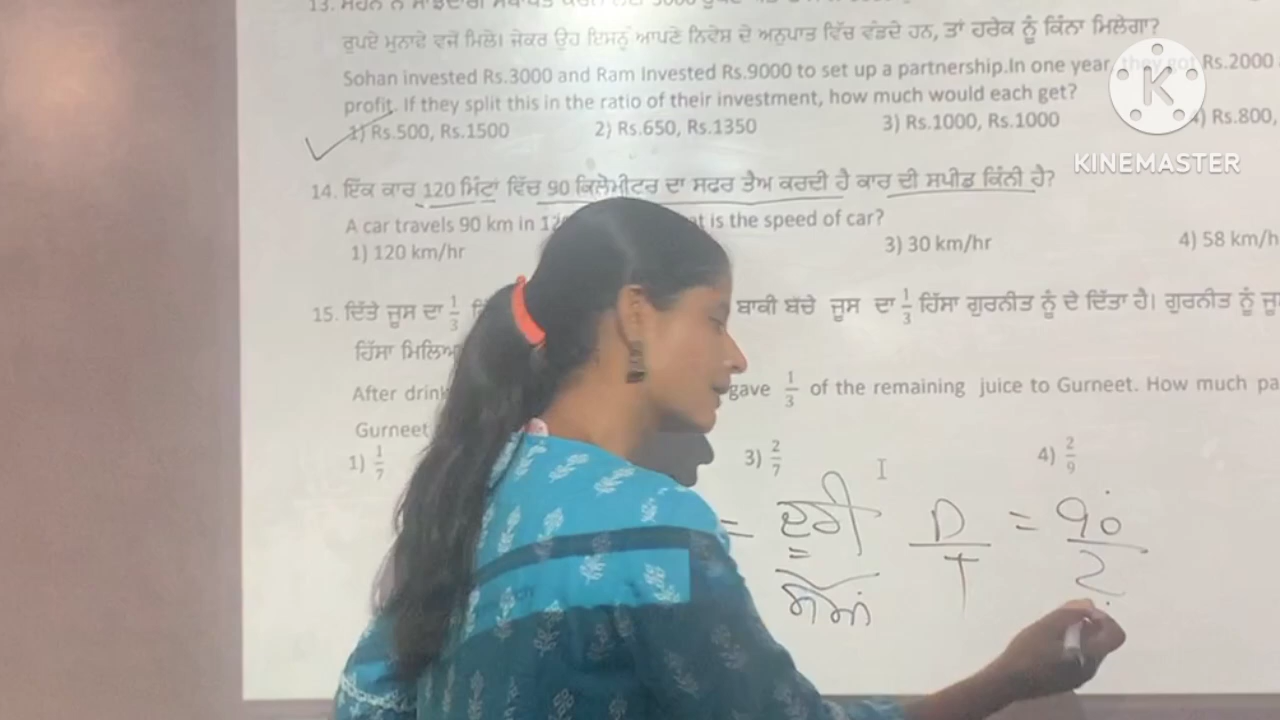 ਰੁਪਏ ਮੁਨਾਫੇ ਵਜੋਂ ਮਿਲੇ। ਜੇਕਰ ਉਹ ਇਸਨੂੰ ਆਪਣੇ ਨਿਵੇਸ਼ ਦੇ ਅਨੁਪਾਤ ਵਿੱਚ ਵੰਡਦੇ ਹਨ, ਤਾਂ ਹਰੇਕ ਨੂੰ ਕਿੰਨਾ ਮਿਲੇਗਾ?
Sohan invested Rs.3000 and Ram Invested Rs.9000 to set up a partnership.In one year, they got Rs.2000
profit. If they split this in the ratio of their investment, how much would each get?
1) Rs.500, Rs.1500 2) Rs.650, Rs.1350 3) Rs.1000, Rs.1000 4) Rs.800,
KINEMASTER
14. ਇੱਕ ਕਾਰ 120 ਮਿੰਟਾਂ ਵਿੱਚ 90 ਕਿਲੋਮੀਟਰ ਦਾ ਸਫਰ ਤੈਅ ਕਰਦੀ ਹੈ ਕਾਰ ਦੀ ਸਪੀਡ ਕਿੰਨੀ ਹੈ?
A car travels 90 km in is the speed of car?
1) 120 km/hr 3) 30 km/hr 4) 58 km/h
15. ਦਿੱਤੇ ਜੂਸ ਦਾ 1/3 ਬਾਕੀ ਬਚੇ ਜੂਸ ਦਾ 1/3 ਹਿੱਸਾ ਗੁਰਨੀਤ ਨੂੰ ਦੇ ਦਿੱਤਾ ਹੈ। ਗੁਰਨੀਤ ਨੂੰ
ਹਿੱਸਾ
After gave 1/3 of the remaining juice to Gurneet. How much
Gurneet
1) 1/7 3) 2/7 4) 2/9
= ਦੂਰੀ/ਸਮਾਂ D/T = 90/2